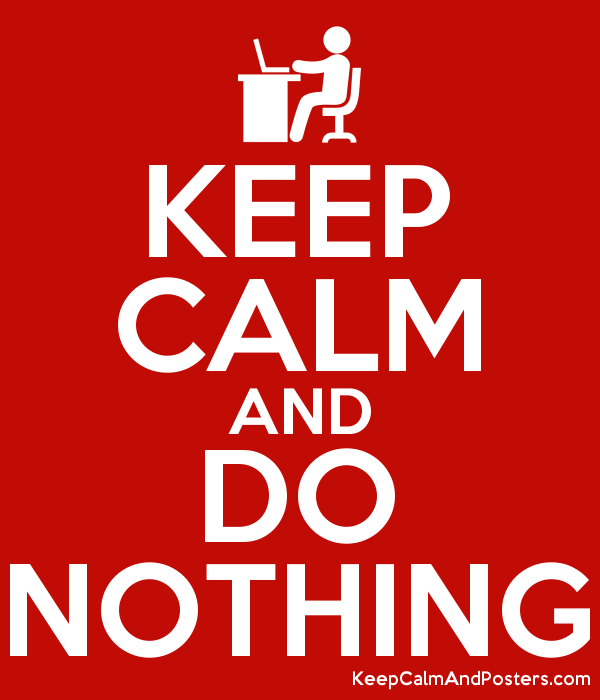 KEEP
CALM
AND
DO
NOTHING
KeepCalmAndPosters.com